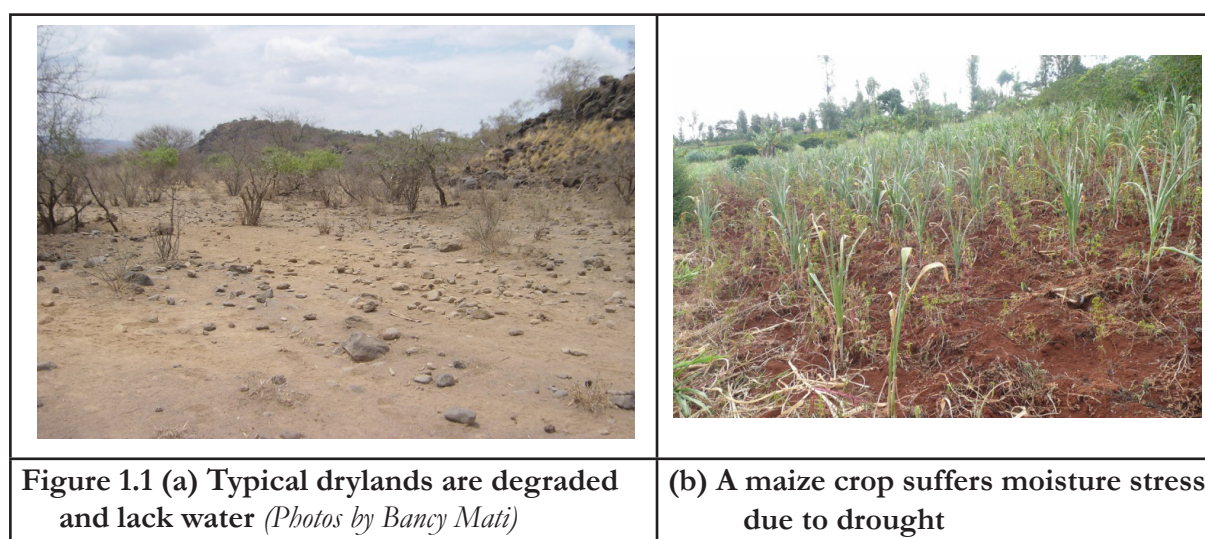 Figure 1.1 (a) Typical drylands are degraded
and lack water (Photos by Bancy Mati)
(b) A maize crop suffers moisture stress
due to drought